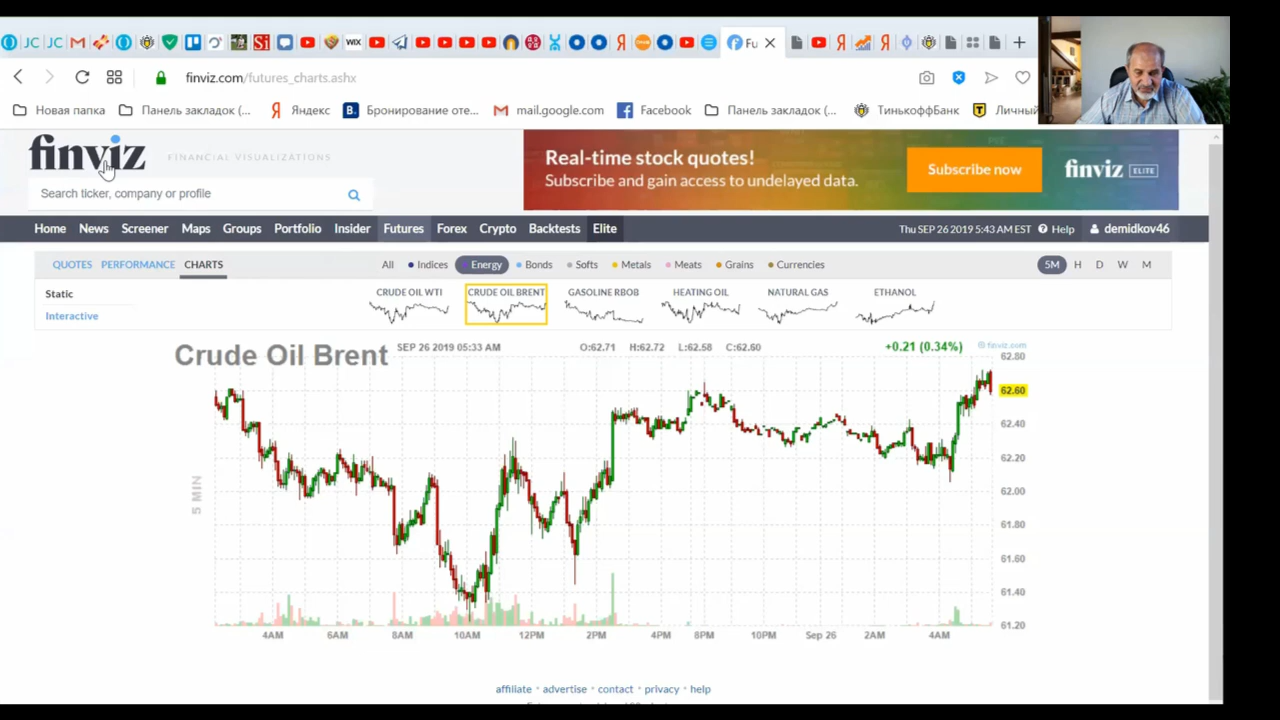 JC JC WIX Si Я Я Я Fu
finviz.com/futures_charts.ashx
Новая папка Панель закладок (... Яндекс B. Бронирование оте... mail.google.com Facebook Панель закладок (... ТинькоффБанк Личный
finviz FINANCIAL VISUALIZATIONS
Real-time stock quotes!
Subscribe and gain access to undelayed data.
Subscribe now
finviz ELITE
Search ticker, company or profile
Home News Screener Maps Groups Portfolio Insider Futures Forex Crypto Backtests Elite Thu SEP 26 2019 5:43 AM EST Help demidkov46
QUOTES PERFORMANCE CHARTS All Indices Energy Bonds Softs Metals Meats Grains Currencies 5M H D W M
Static
Interactive
CRUDE OIL WTI CRUDE OIL BRENT GASOLINE RBOB HEATING OIL NATURAL GAS ETHANOL
Crude Oil Brent SEP 26 2019 05:33 AM O:62.71 H:62.72 L:62.58 C:62.60 +0.21 (0.34%) © finviz.com
62.80
62.60
62.40
62.20
62.00
61.80
61.60
61.40
61.20
5 MIN
4AM 6AM 8AM 10AM 12PM 2PM 4PM 8PM 10PM Sep 26 2AM 4AM
affiliate • advertise • contact • privacy • help